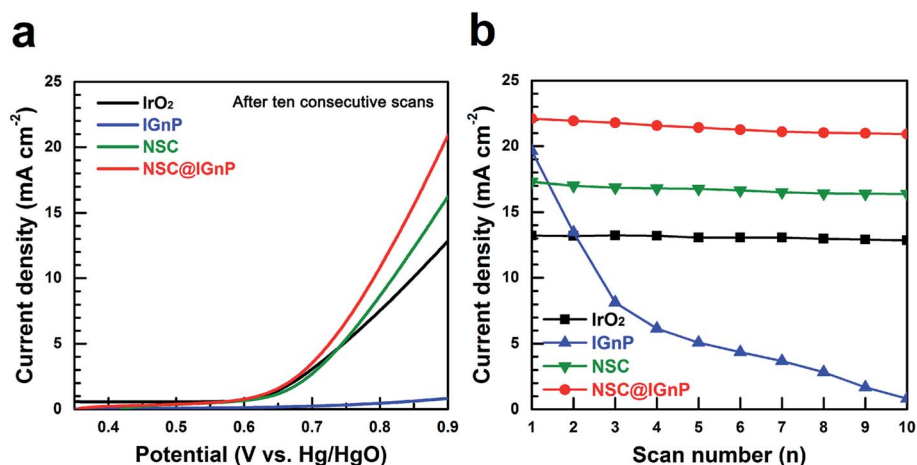 a
Current density (mA cm⁻²)
25
20
15
10
5
0
IrO₂
IGnP
NSC
NSC@IGnP
After ten consecutive scans
0.4 0.5 0.6 0.7 0.8 0.9
Potential (V vs. Hg/HgO)
b
Current density (mA cm⁻²)
25
20
15
10
5
0
IrO₂
IGnP
NSC
NSC@IGnP
1 2 3 4 5 6 7 8 9 10
Scan number (n)